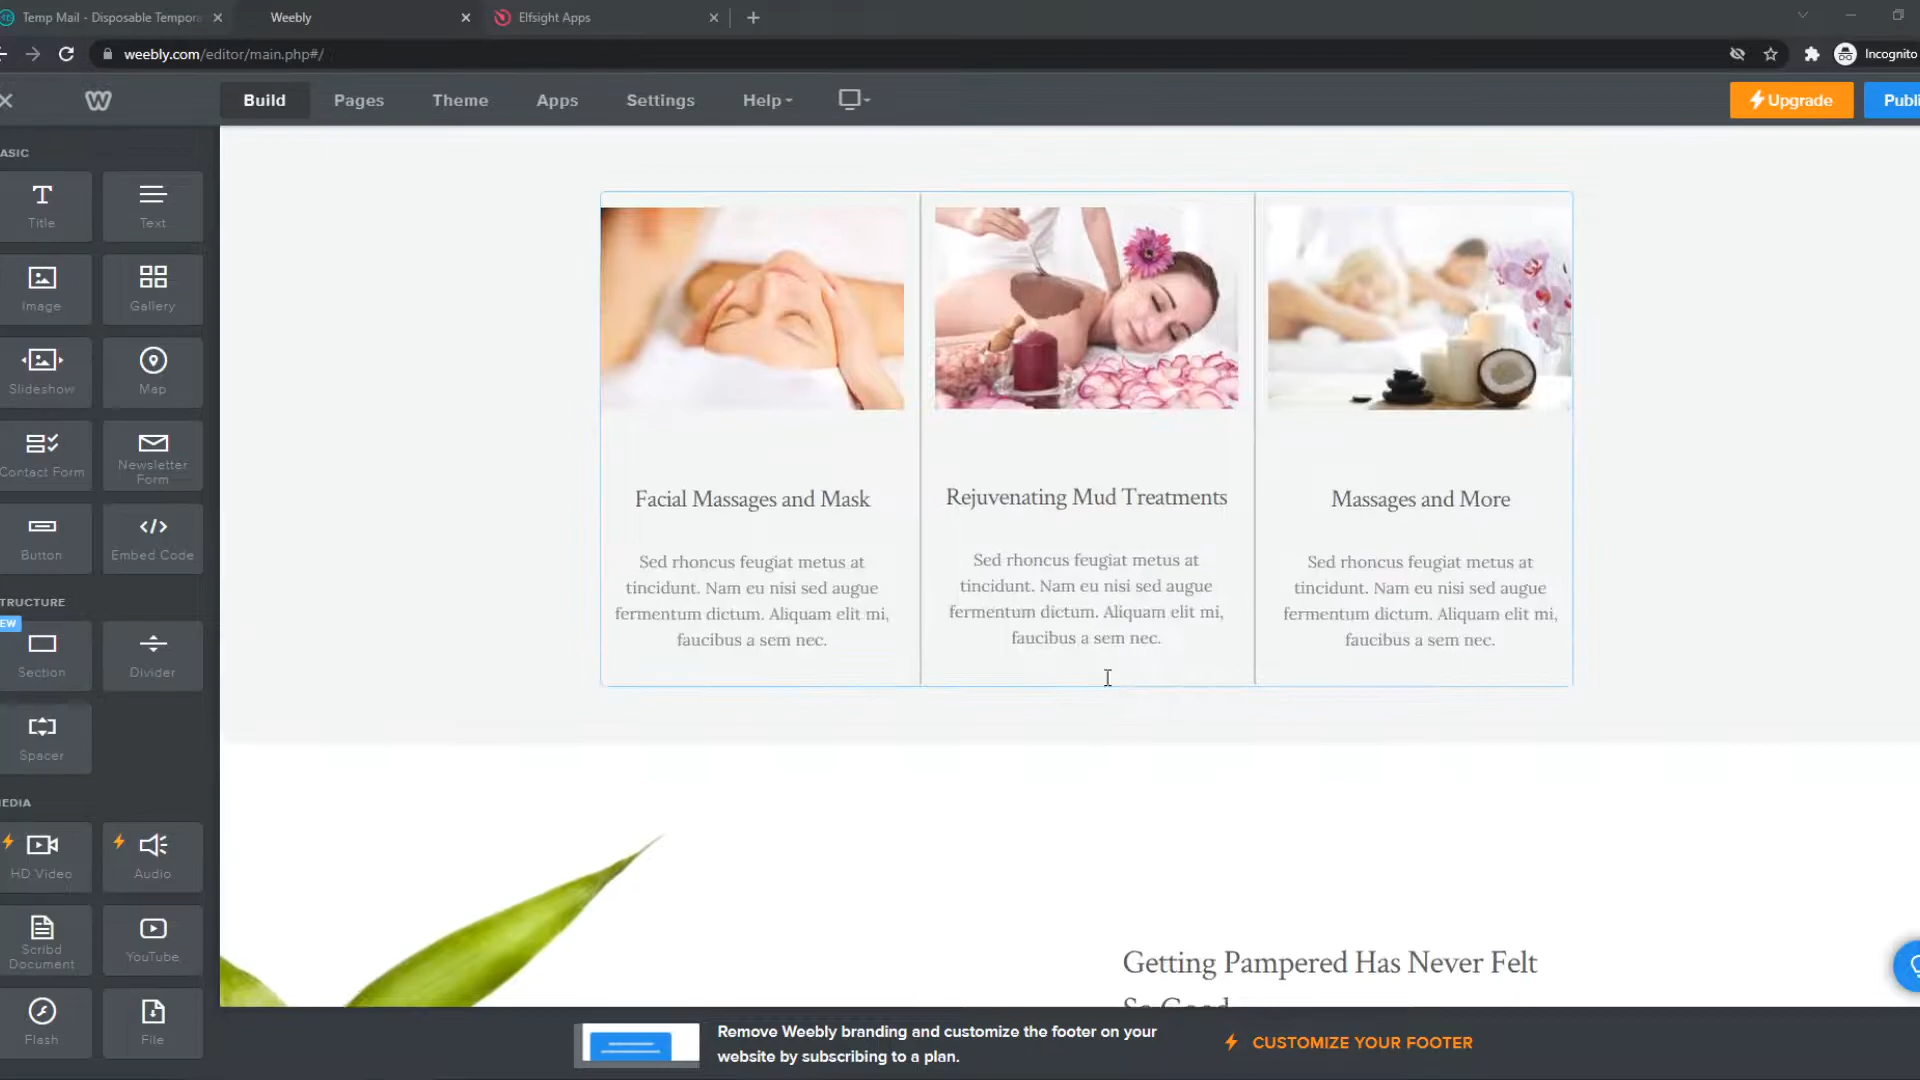 Temp Mail - Disposable Tempora
Weebly
Elfsight Apps
weebly.com/editor/main.php#/
Incognito
Build
Pages
Theme
Apps
Settings
Help
Upgrade
Publi
ASIC
Title
Text
Image
Gallery
Slideshow
Map
Contact Form
Newsletter
Form
Button
Embed Code
TRUCTURE
EW
Section
Divider
Spacer
EDIA
HD Video
Audio
Scribd
Document
YouTube
Flash
File
Facial Massages and Mask
Sed rhoncus feugiat metus at
tincidunt. Nam eu nisi sed augue
fermentum dictum. Aliquam elit mi,
faucibus a sem nec.
Rejuvenating Mud Treatments
Sed rhoncus feugiat metus at
tincidunt. Nam eu nisi sed augue
fermentum dictum. Aliquam elit mi,
faucibus a sem nec.
Massages and More
Sed rhoncus feugiat metus at
tincidunt. Nam eu nisi sed augue
fermentum dictum. Aliquam elit mi,
faucibus a sem nec.
Getting Pampered Has Never Felt
So Good
Remove Weebly branding and customize the footer on your
website by subscribing to a plan.
CUSTOMIZE YOUR FOOTER